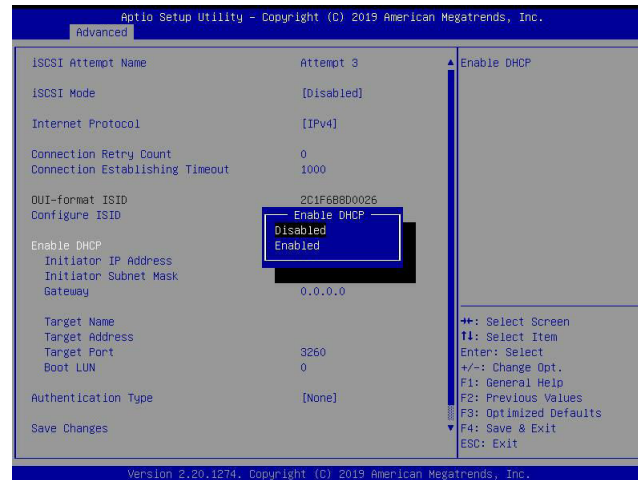 Aptio Setup Utility – Copyright (C) 2019 American Megatrends, Inc.
Advanced
iSCSI Attempt Name Attempt 3
iSCSI Mode [Disabled]
Internet Protocol [IPv4]
Connection Retry Count 0
Connection Establishing Timeout 1000
OUI-format ISID 2C1F6B8D0026
Configure ISID
Enable DHCP
Initiator IP Address
Initiator Subnet Mask
Gateway 0.0.0.0
Target Name
Target Address
Target Port 3260
Boot LUN 0
Authentication Type [None]
Save Changes
Enable DHCP
Disabled
Enabled
Enable DHCP
→←: Select Screen
↑↓: Select Item
Enter: Select
+/-: Change Opt.
F1: General Help
F2: Previous Values
F3: Optimized Defaults
F4: Save & Exit
ESC: Exit
Version 2.20.1274. Copyright (C) 2019 American Megatrends, Inc.